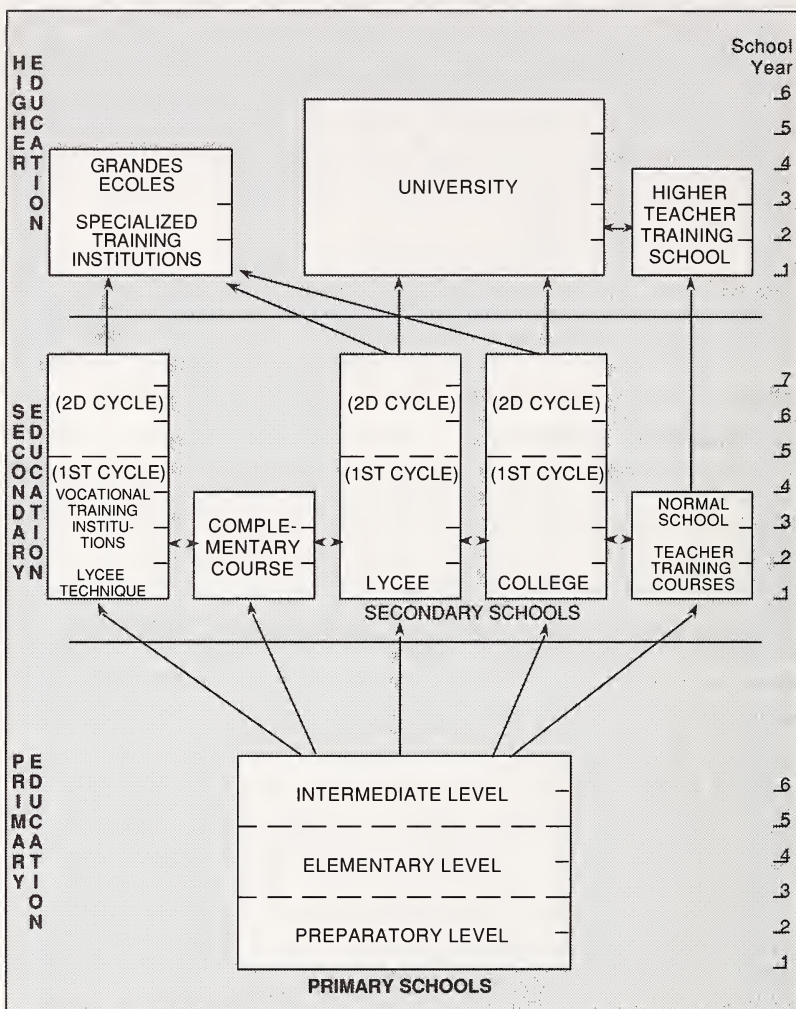 School
Year
HIGHER
EDUCATION
6
5
4
3
2
1
GRANDES
ECOLES
SPECIALIZED
TRAINING
INSTITUTIONS
UNIVERSITY
HIGHER
TEACHER
TRAINING
SCHOOL
SECONDARY
EDUCATION
7
6
5
4
3
2
1
(2D CYCLE)
(1ST CYCLE)
VOCATIONAL
TRAINING
INSTITU-
TIONS
LYCEE
TECHNIQUE
COMPLE-
MENTARY
COURSE
(2D CYCLE)
(1ST CYCLE)
LYCEE
(2D CYCLE)
(1ST CYCLE)
COLLEGE
NORMAL
SCHOOL
TEACHER
TRAINING
COURSES
SECONDARY SCHOOLS
PRIMARY
EDUCATION
6
5
4
3
2
1
INTERMEDIATE LEVEL
ELEMENTARY LEVEL
PREPARATORY LEVEL
PRIMARY SCHOOLS